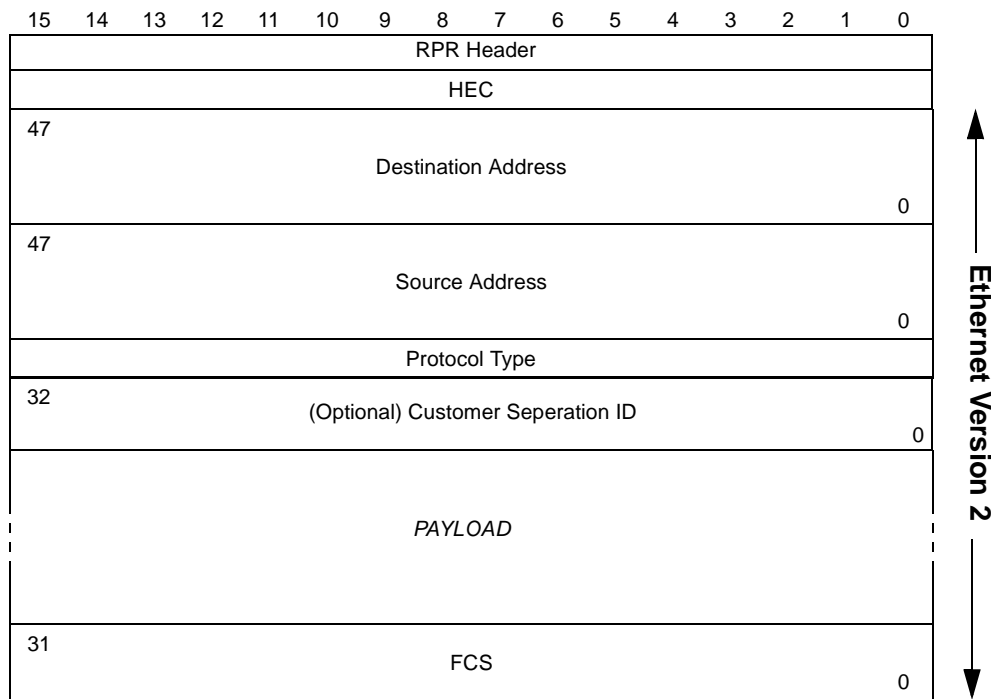 15 14 13 12 11 10 9 8 7 6 5 4 3 2 1 0
RPR Header
HEC
47
Destination Address
0
47
Source Address
0
Protocol Type
32
(Optional) Customer Seperation ID
0
PAYLOAD
31
FCS
0
Ethernet Version 2